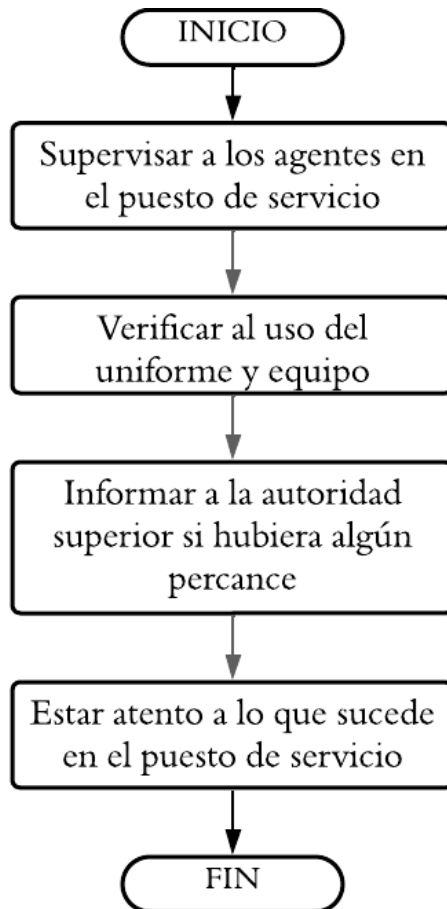 INICIO
Supervisar a los agentes en
el puesto de servicio
Verificar al uso del
uniforme y equipo
Informar a la autoridad
superior si hubiera algún
percance
Estar atento a lo que sucede
en el puesto de servicio
FIN